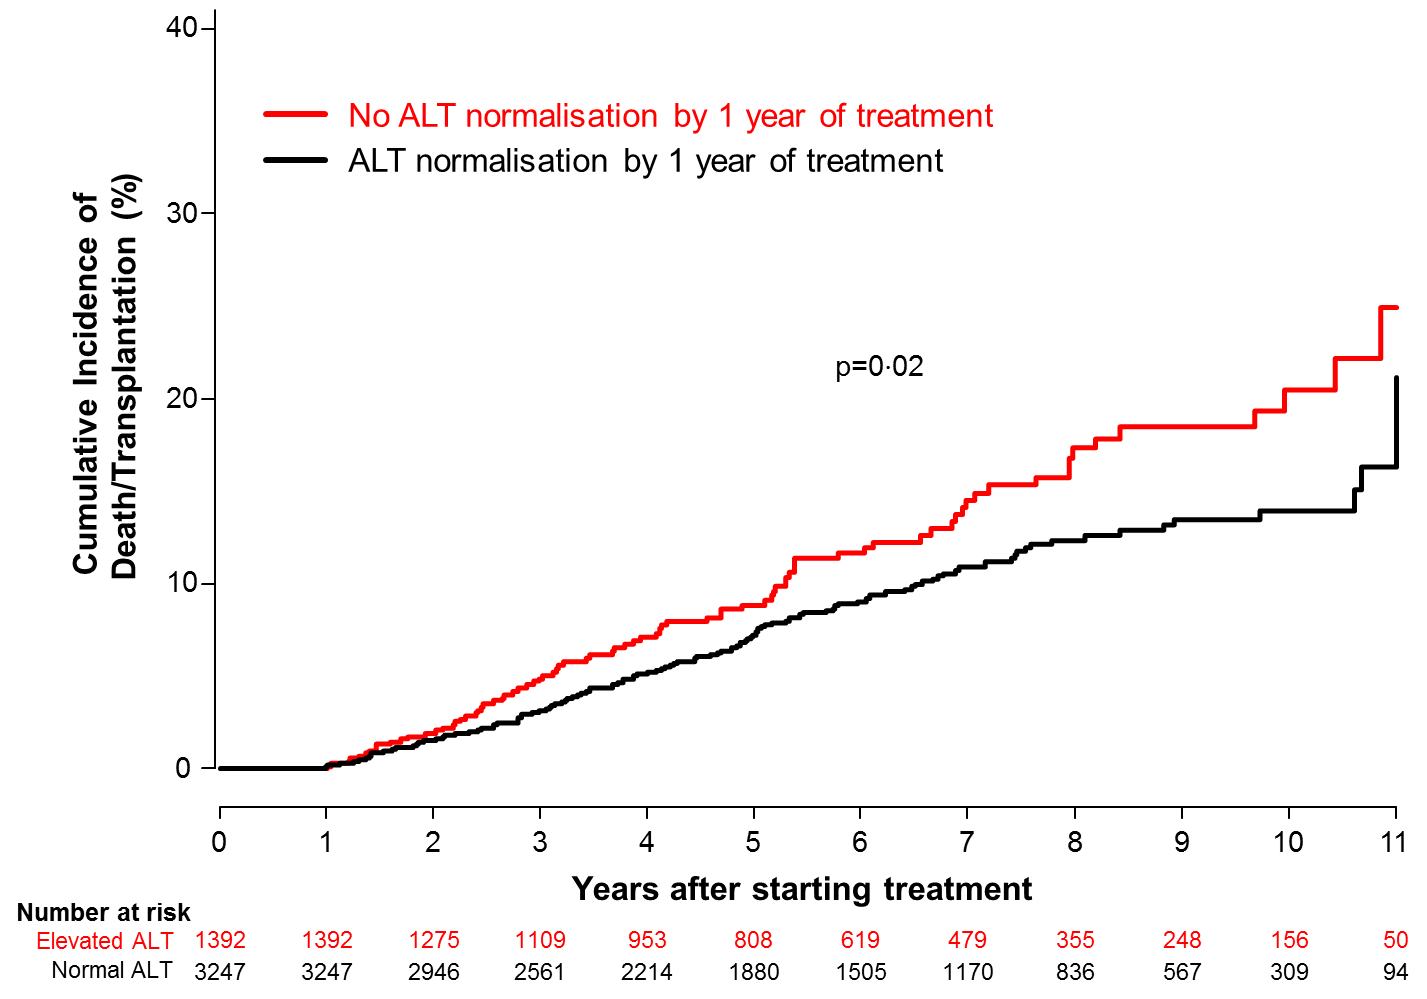 40
No ALT normalisation by 1 year of treatment
ALT normalisation by 1 year of treatment
30
Cumulative Incidence of
Death/Transplantation (%)
p=0·02
20
10
0
0 1 2 3 4 5 6 7 8 9 10 11
Years after starting treatment
Number at risk
Elevated ALT 1392 1392 1275 1109 953 808 619 479 355 248 156 50
Normal ALT 3247 3247 2946 2561 2214 1880 1505 1170 836 567 309 94